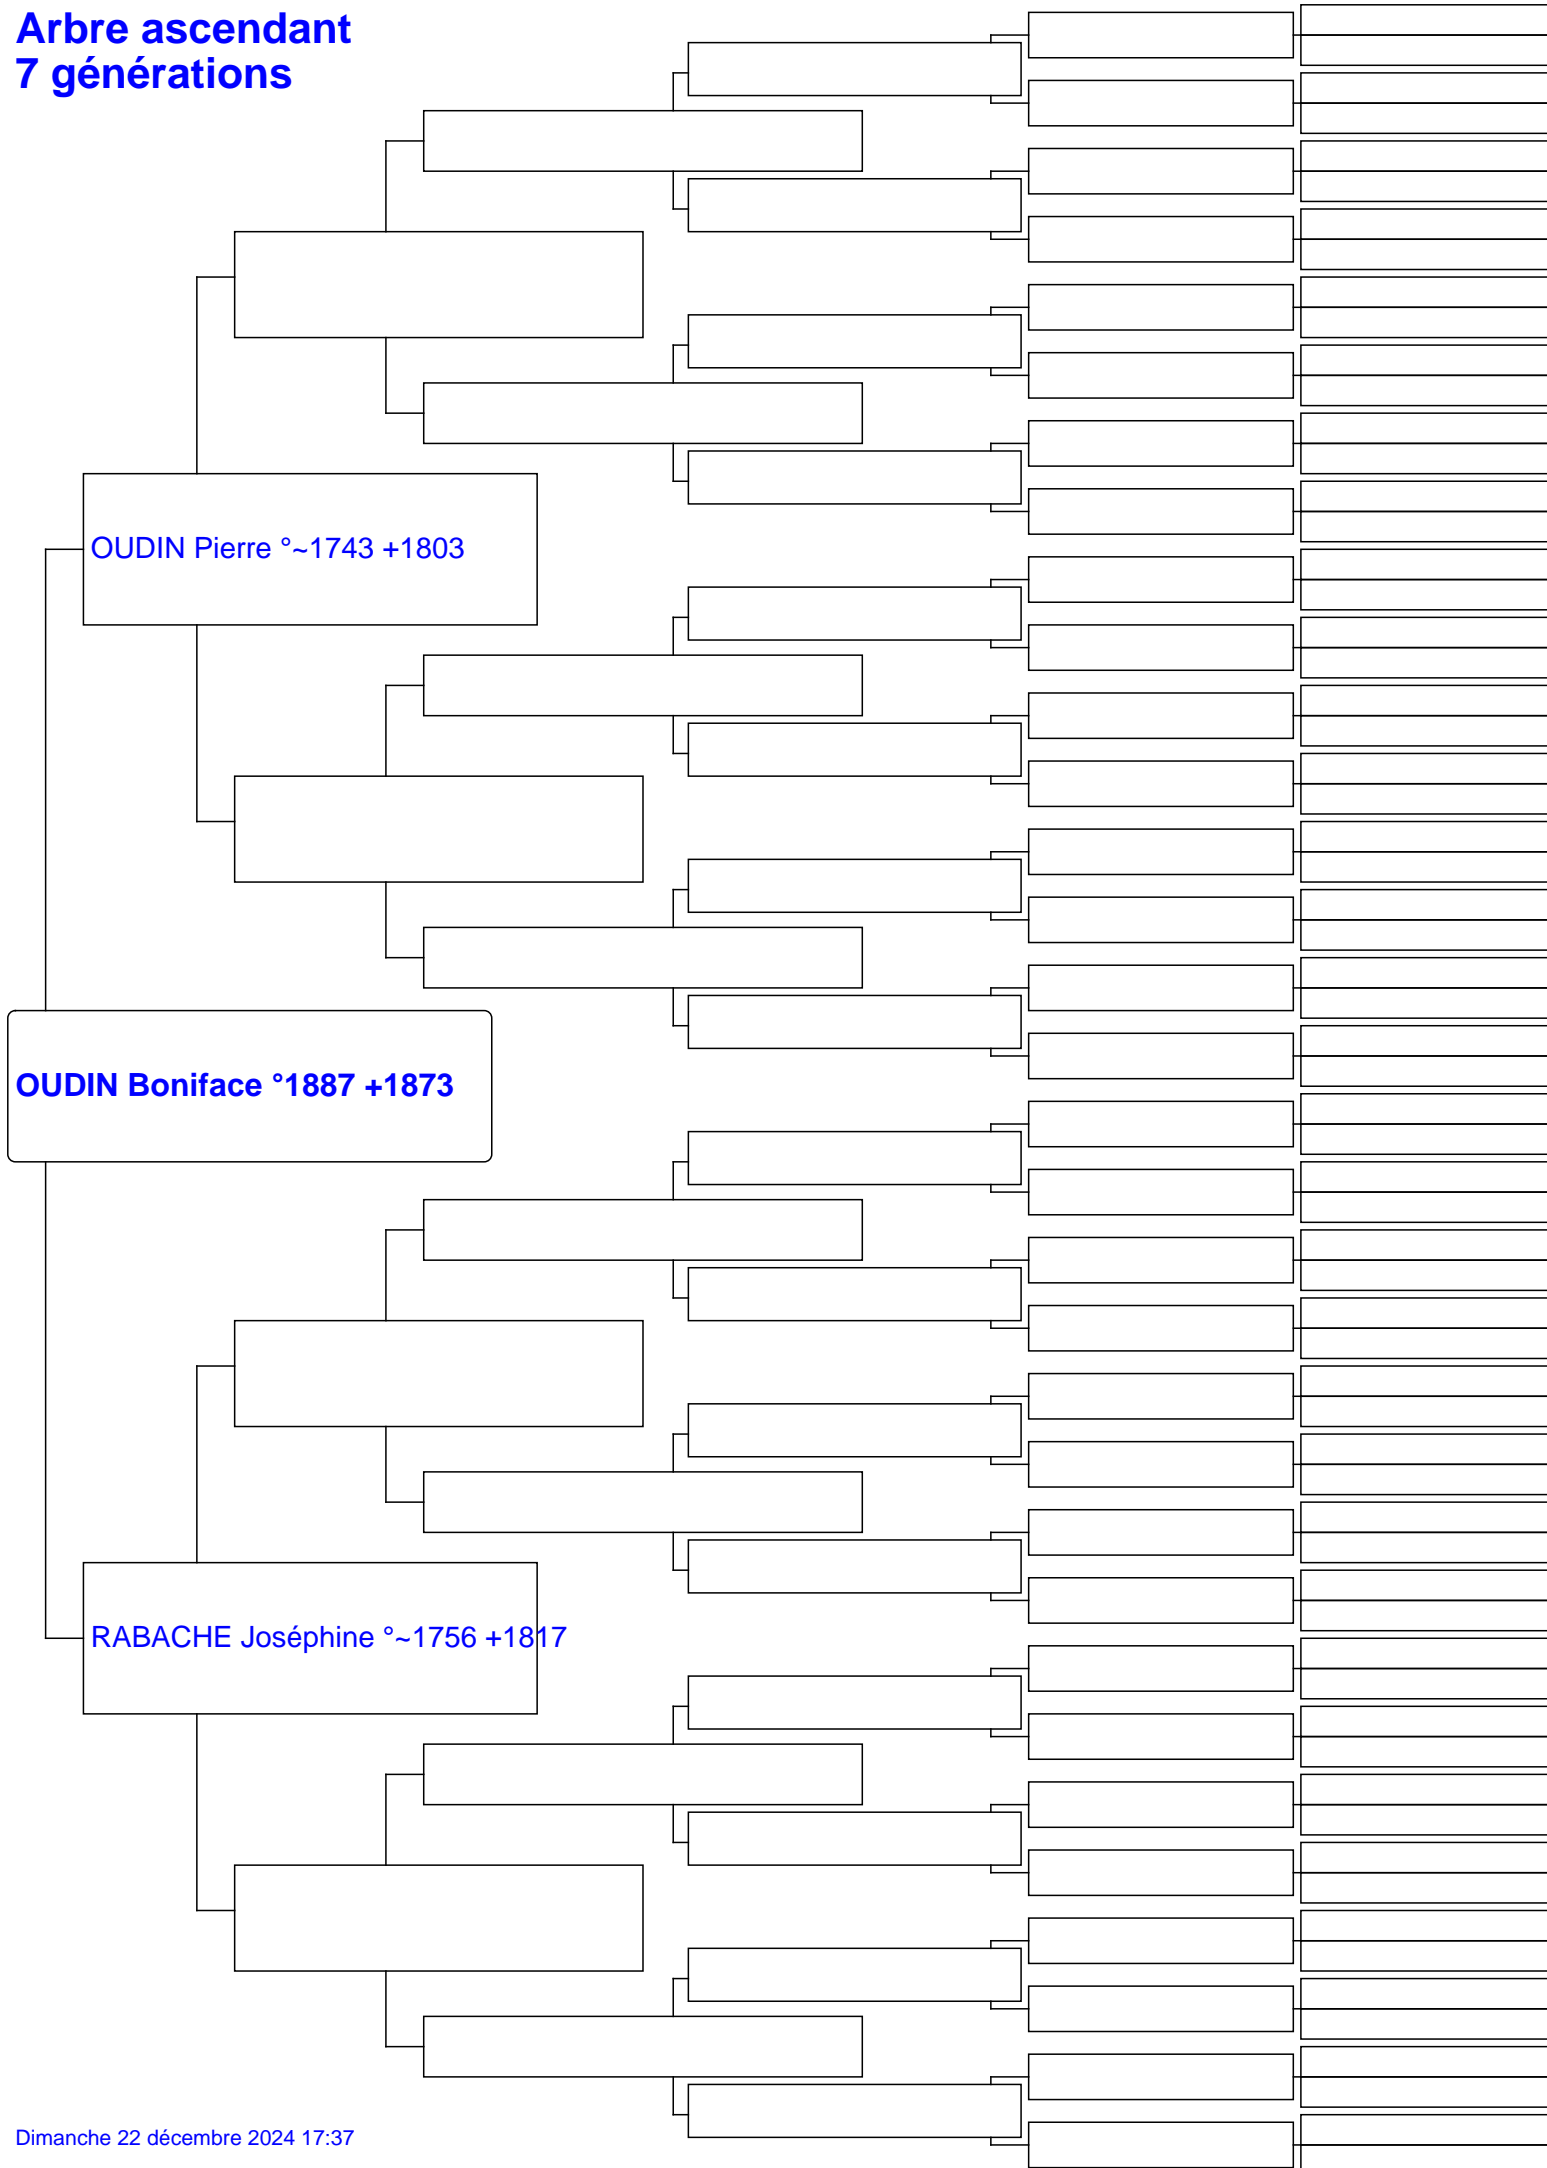 Arbre ascendant
7 générations
OUDIN Pierre °~1743 +1803
OUDIN Boniface °1887 +1873
RABACHE Joséphine °~1756 +1817
Dimanche 22 décembre 2024 17:37